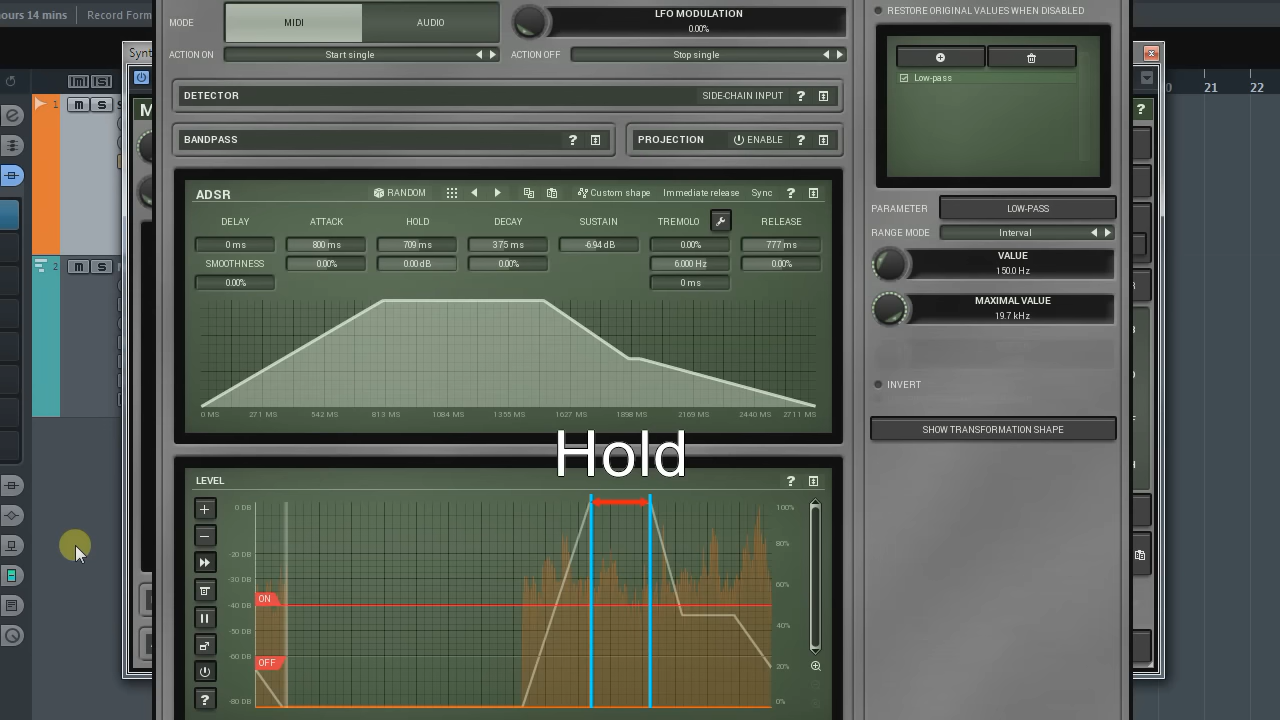 ours 14 mins
Record Form
Synt
MODE
MIDI
AUDIO
LFO MODULATION
0.00%
ACTION ON
Start single
ACTION OFF
Stop single
RESTORE ORIGINAL VALUES WHEN DISABLED
Low-pass
DETECTOR
SIDE-CHAIN INPUT ?
BANDPASS
?
PROJECTION
ENABLE ?
ADSR
RANDOM
Custom shape
Immediate release
Sync
?
DELAY
ATTACK
HOLD
DECAY
SUSTAIN
TREMOLO
RELEASE
0 ms
800 ms
709 ms
375 ms
-6.94 dB
0.00%
777 ms
SMOOTHNESS
0.00%
0.00 dB
0.00%
6.000 Hz
0.00%
0.00%
0 ms
0 MS
271 MS
542 MS
813 MS
1084 MS
1355 MS
1627 MS
1898 MS
2169 MS
2440 MS
2711 MS
PARAMETER
LOW-PASS
RANGE MODE
Interval
VALUE
150.0 Hz
MAXIMAL VALUE
19.7 kHz
INVERT
SHOW TRANSFORMATION SHAPE
Hold
LEVEL
?
0 DB
-20 DB
-30 DB
-40 DB
-50 DB
-60 DB
-80 DB
ON
OFF
100%
80%
60%
40%
20%
0%
?
M S
1
M S
2
M
0
21
22
?